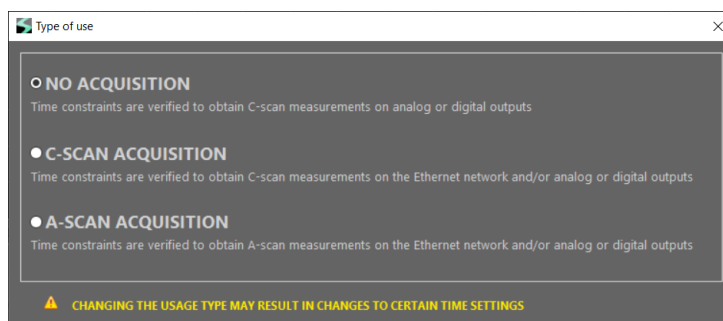 Type of use
NO ACQUISITION
Time constraints are verified to obtain C-scan measurements on analog or digital outputs
C-SCAN ACQUISITION
Time constraints are verified to obtain C-scan measurements on the Ethernet network and/or analog or digital outputs
A-SCAN ACQUISITION
Time constraints are verified to obtain A-scan measurements on the Ethernet network and/or analog or digital outputs
CHANGING THE USAGE TYPE MAY RESULT IN CHANGES TO CERTAIN TIME SETTINGS